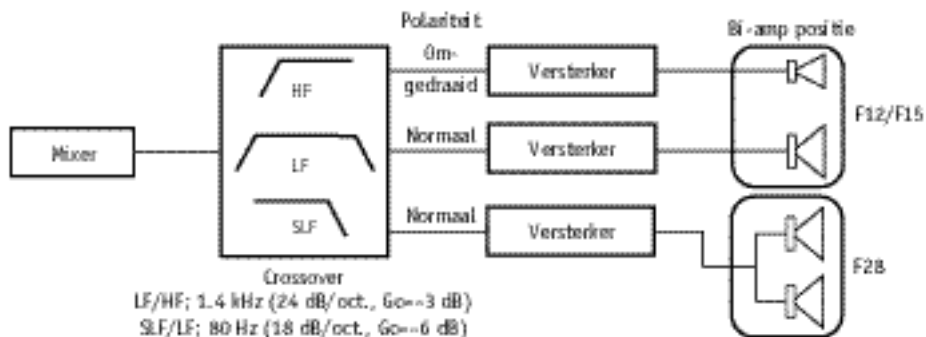 Polariteit
Bi-amp positie
Om-
gedraaid
Versterker
HF
F12/F15
Mixer
Normaal
Versterker
LF
Normaal
Versterker
SLF
F28
Crossover
LF/HF; 1.4 kHz (24 dB/oct., Go=-3 dB)
SLF/LF; 80 Hz (18 dB/oct., Go=-6 dB)